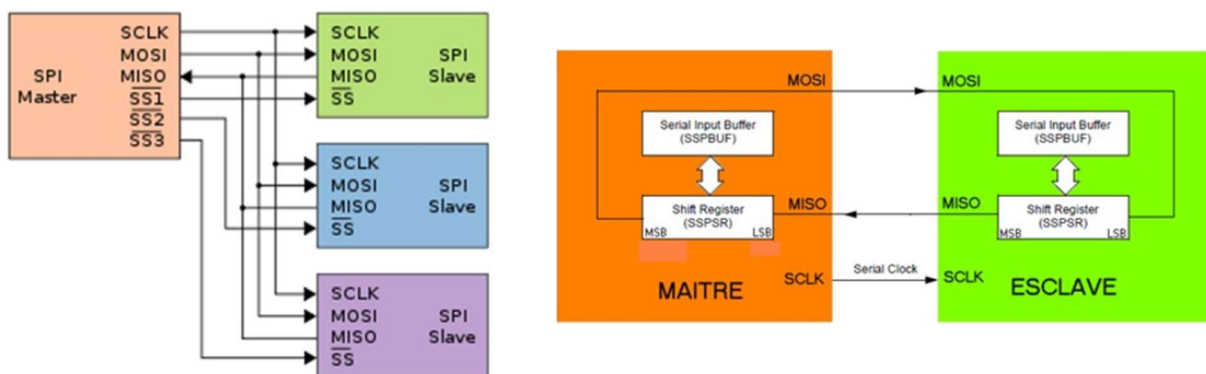 SPI
Master
SCLK
MOSI
MISO
SS1
SS2
SS3
SCLK
MOSI
MISO
SS
SPI
Slave
SCLK
MOSI
MISO
SS
SPI
Slave
SCLK
MOSI
MISO
SS
SPI
Slave
MOSI
Serial Input Buffer
(SSPBUF)
Shift Register
(SSPSR)
MSB
LSB
MISO
SCLK
MAITRE
Serial Clock
MOSI
Serial Input Buffer
(SSPBUF)
MISO
Shift Register
(SSPSR)
MSB
LSB
SCLK
ESCLAVE